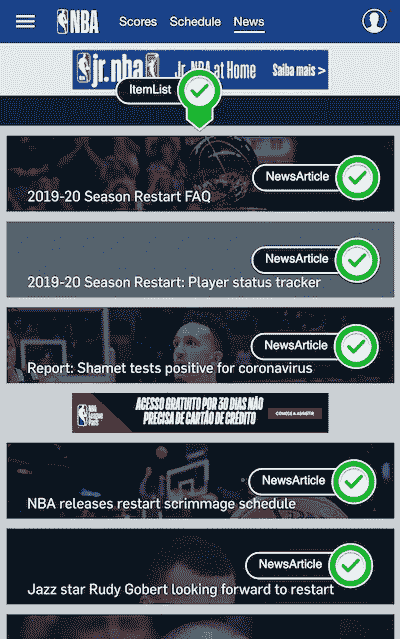 NBA Scores Schedule News
jr.nba Jr. NBA at Home Saiba mais >
ItemList
NewsArticle
2019-20 Season Restart FAQ
NewsArticle
2019-20 Season Restart: Player status tracker
NewsArticle
Report: Shamet tests positive for coronavirus
NBA
League
Pass
ACESSO GRATUITO POR 30 DIAS NÃO
PRECISA DE CARTÃO DE CRÉDITO
NewsArticle
NBA releases restart scrimmage schedule
NewsArticle
Jazz star Rudy Gobert looking forward to restart